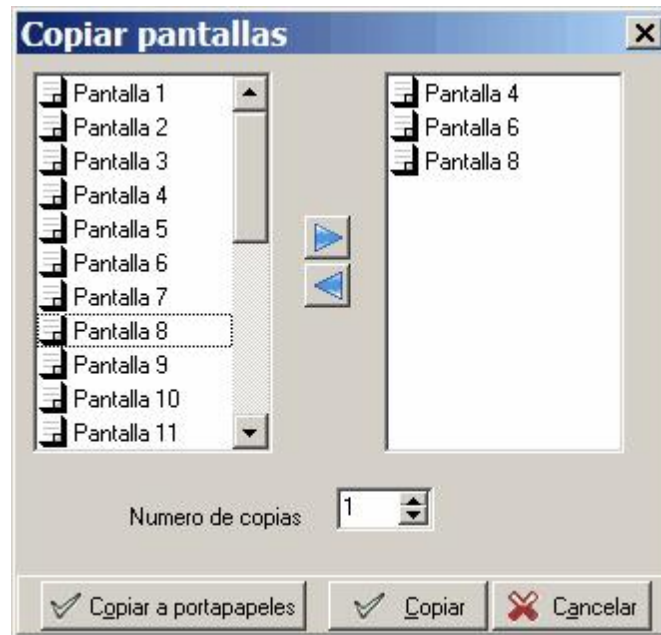 Copiar pantallas
Pantalla 1
Pantalla 2
Pantalla 3
Pantalla 4
Pantalla 5
Pantalla 6
Pantalla 7
Pantalla 8
Pantalla 9
Pantalla 10
Pantalla 11
Pantalla 4
Pantalla 6
Pantalla 8
Numero de copias 1
Copiar a portapapeles Copiar Cancelar